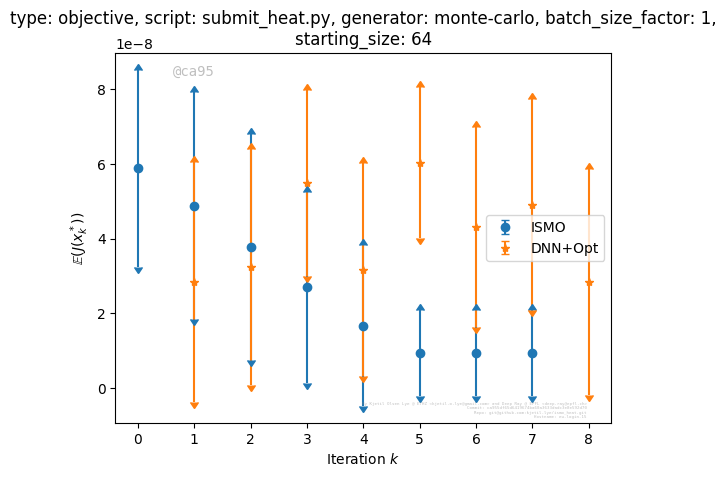 type: objective, script: submit_heat.py, generator: monte-carlo, batch_size_factor: 1,
starting_size: 64
1e−8
@ca95
8
6
4
2
0
𝔼(J(x*k))
ISMO
DNN+Opt
0 1 2 3 4 5 6 7 8
Iteration k